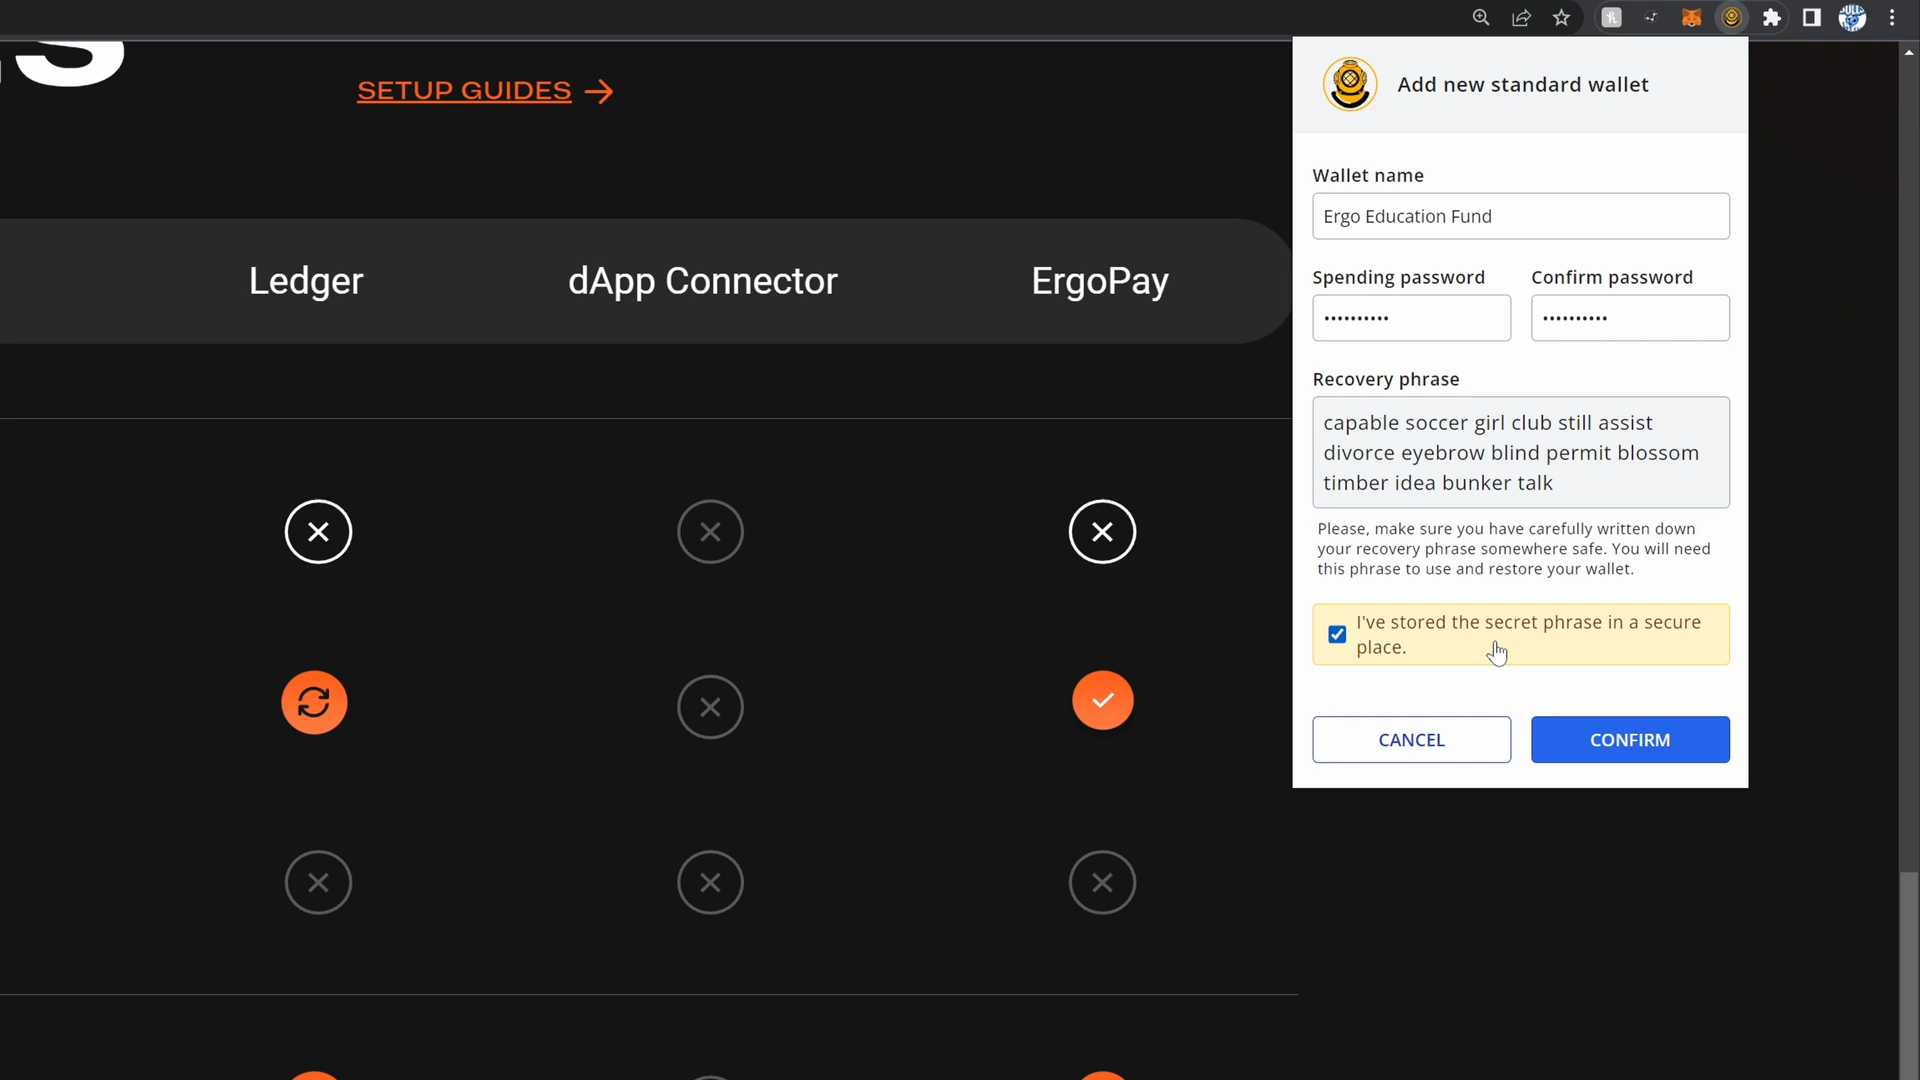 SETUP GUIDES
Ledger
dApp Connector
ErgoPay
Add new standard wallet
Wallet name
Ergo Education Fund
Spending password
Confirm password
••••••••••
••••••••••
Recovery phrase
capable soccer girl club still assist
divorce eyebrow blind permit blossom
timber idea bunker talk
Please, make sure you have carefully written down
your recovery phrase somewhere safe. You will need
this phrase to use and restore your wallet.
I've stored the secret phrase in a secure
place.
CANCEL
CONFIRM